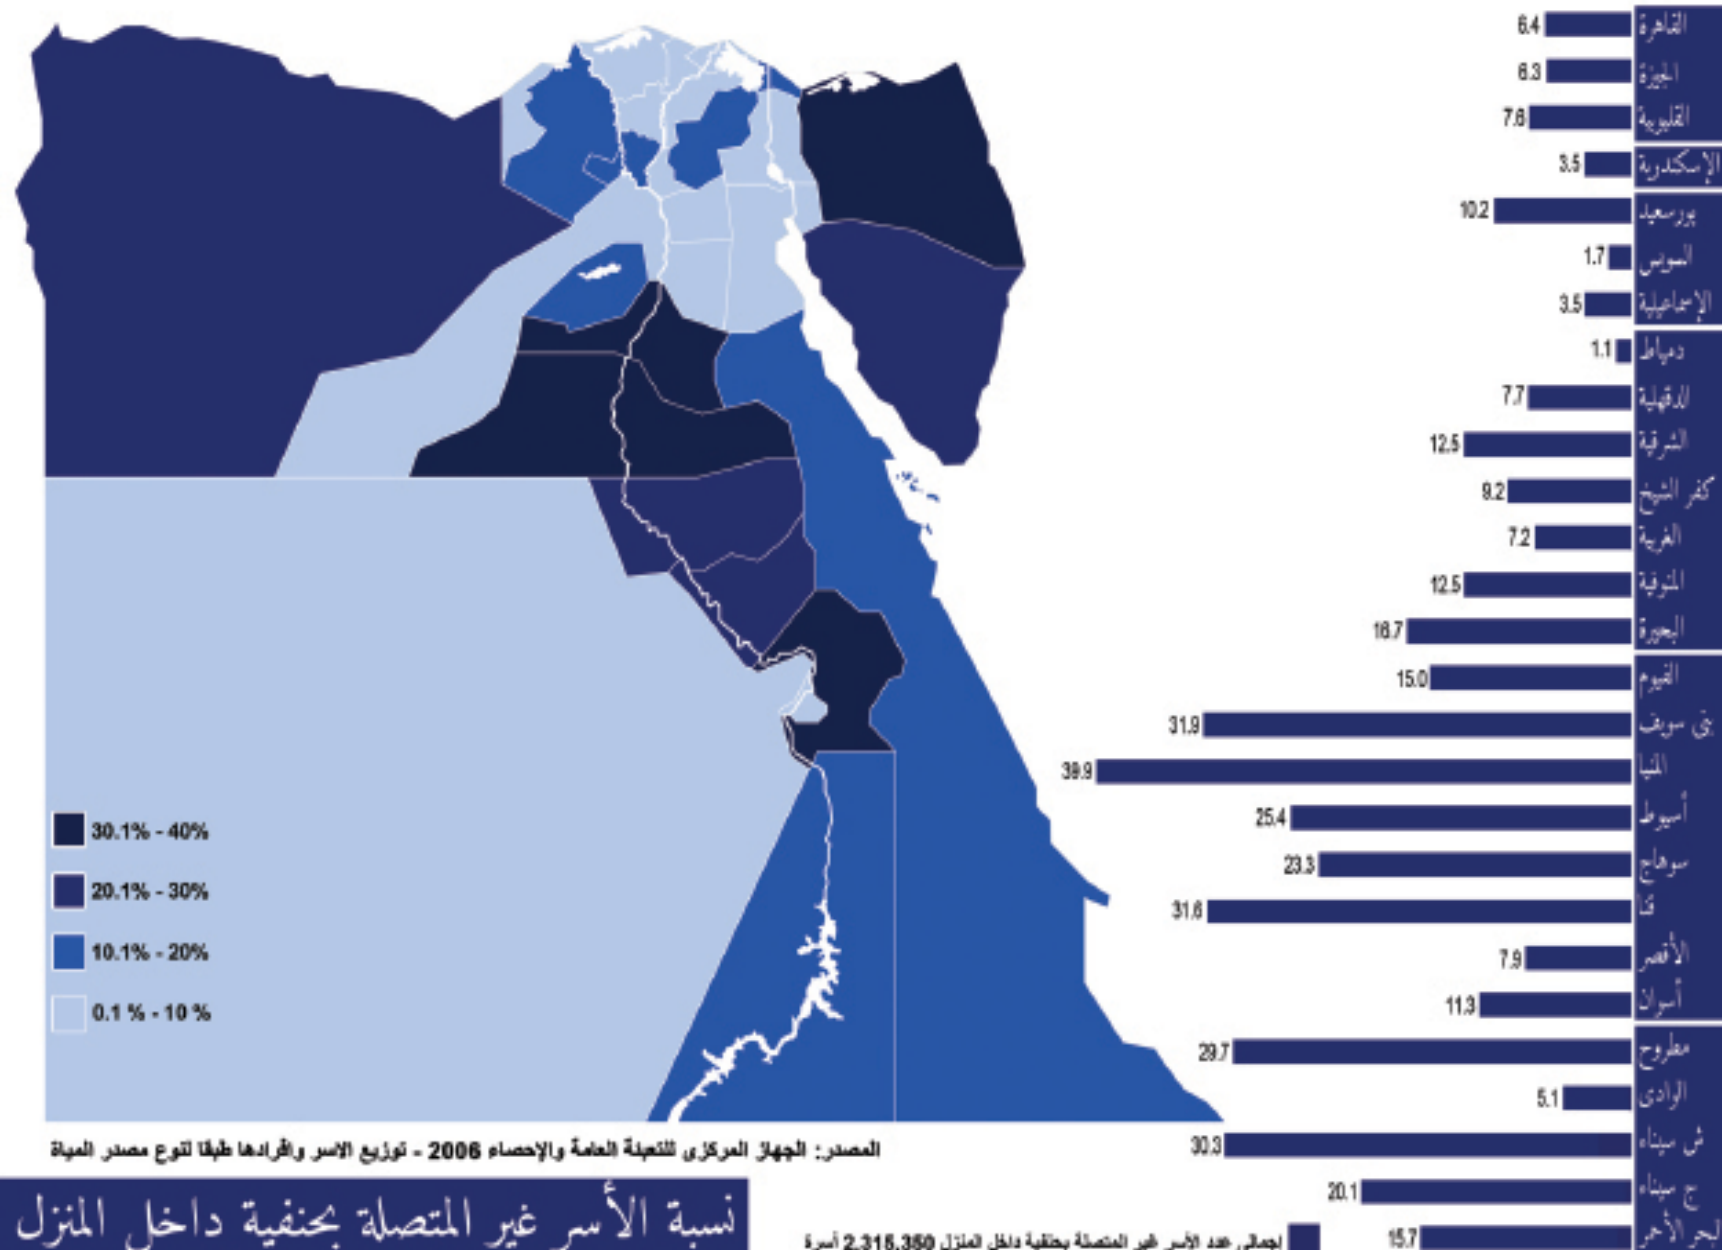 القاهرة 6.4
الجيزة 6.3
القليوبية 7.6
الإسكندرية 3.5
بورسعيد 10.2
السويس 1.7
الإسماعيلية 3.5
دمياط 1.1
الدقهلية 7.7
الشرقية 12.5
كفر الشيخ 9.2
الغربية 7.2
المنوفية 12.5
البحيرة 16.7
الفيوم 15.0
بنى سويف 31.9
المنيا 39.9
أسيوط 25.4
سوهاج 23.3
قنا 31.6
الأقصر 7.9
أسوان 11.3
مطروح 29.7
الوادى 5.1
ش سيناء 30.3
ج سيناء 20.1
لبحر الأحمر 15.7
30.1% - 40%
20.1% - 30%
10.1% - 20%
0.1 % - 10 %
المصدر: الجهاز المركزى للتعبئة العامة والإحصاء 2006 - توزيع الاسر وافرادها طبقا لنوع مصدر المياة
نسبة الأسر غير المتصلة بحنفية داخل المنزل
إجمالى عدد الأسر غير المتصلة بحنفية داخل المنزل 2,315,350 أسرة